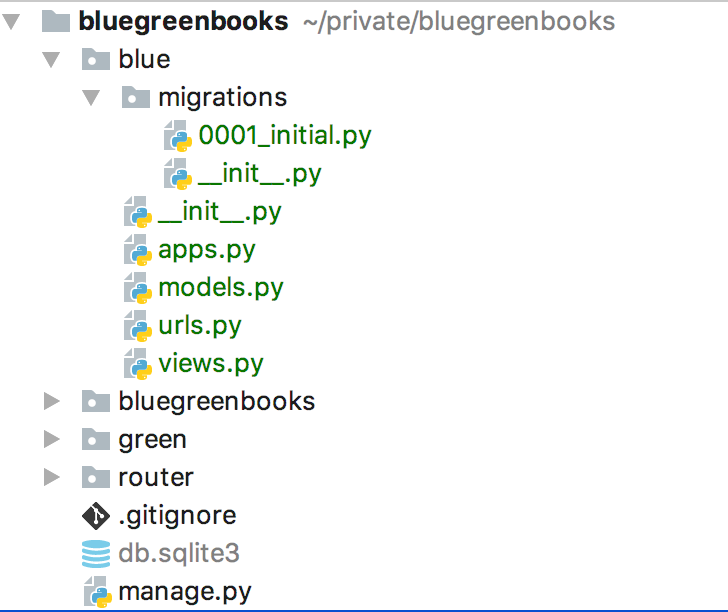 bluegreenbooks ~/private/bluegreenbooks
blue
migrations
0001_initial.py
__init__.py
__init__.py
apps.py
models.py
urls.py
views.py
bluegreenbooks
green
router
.gitignore
db.sqlite3
manage.py